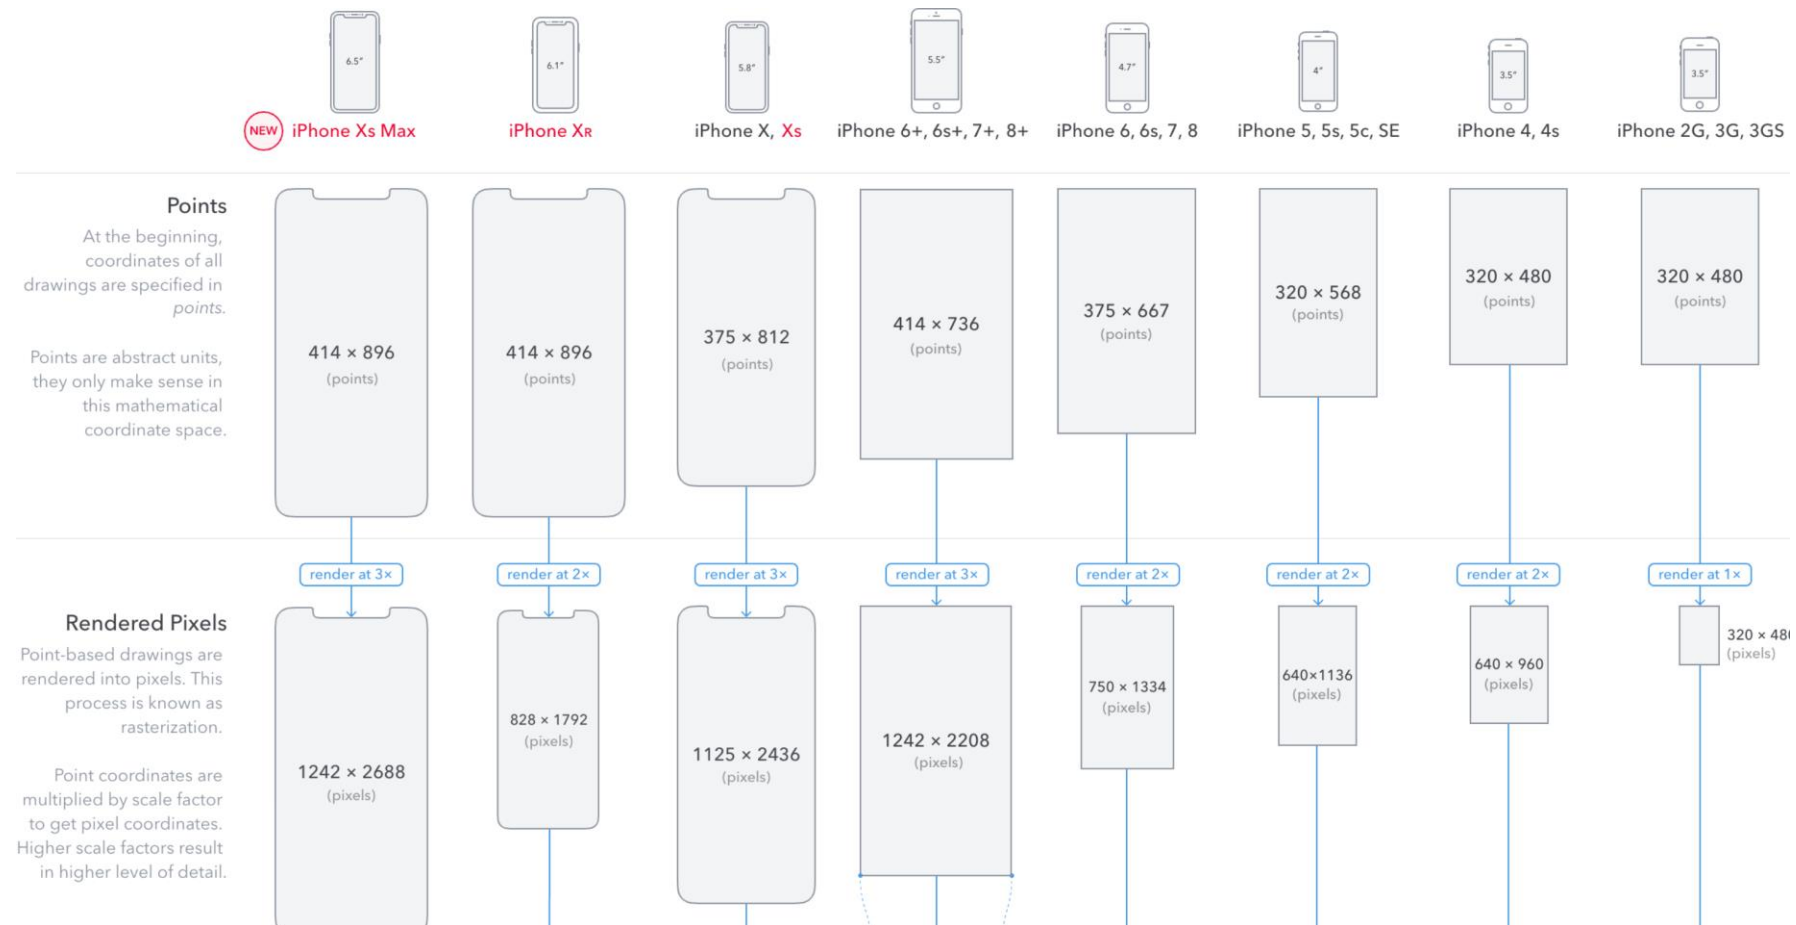 6.5"
6.1"
5.8"
5.5"
4.7"
4"
3.5"
3.5"
NEW
iPhone Xs Max
iPhone XR
iPhone X, Xs
iPhone 6+, 6s+, 7+, 8+
iPhone 6, 6s, 7, 8
iPhone 5, 5s, 5c, SE
iPhone 4, 4s
iPhone 2G, 3G, 3GS
Points
At the beginning,
coordinates of all
drawings are specified in
points.
Points are abstract units,
they only make sense in
this mathematical
coordinate space.
414 × 896
(points)
414 × 896
(points)
375 × 812
(points)
414 × 736
(points)
375 × 667
(points)
320 × 568
(points)
320 × 480
(points)
320 × 480
(points)
render at 3×
render at 2×
render at 3×
render at 3×
render at 2×
render at 2×
render at 2×
render at 1×
Rendered Pixels
Point-based drawings are
rendered into pixels. This
process is known as
rasterization.
Point coordinates are
multiplied by scale factor
to get pixel coordinates.
Higher scale factors result
in higher level of detail.
1242 × 2688
(pixels)
828 × 1792
(pixels)
1125 × 2436
(pixels)
1242 × 2208
(pixels)
750 × 1334
(pixels)
640×1136
(pixels)
640 × 960
(pixels)
320 × 48
(pixels)